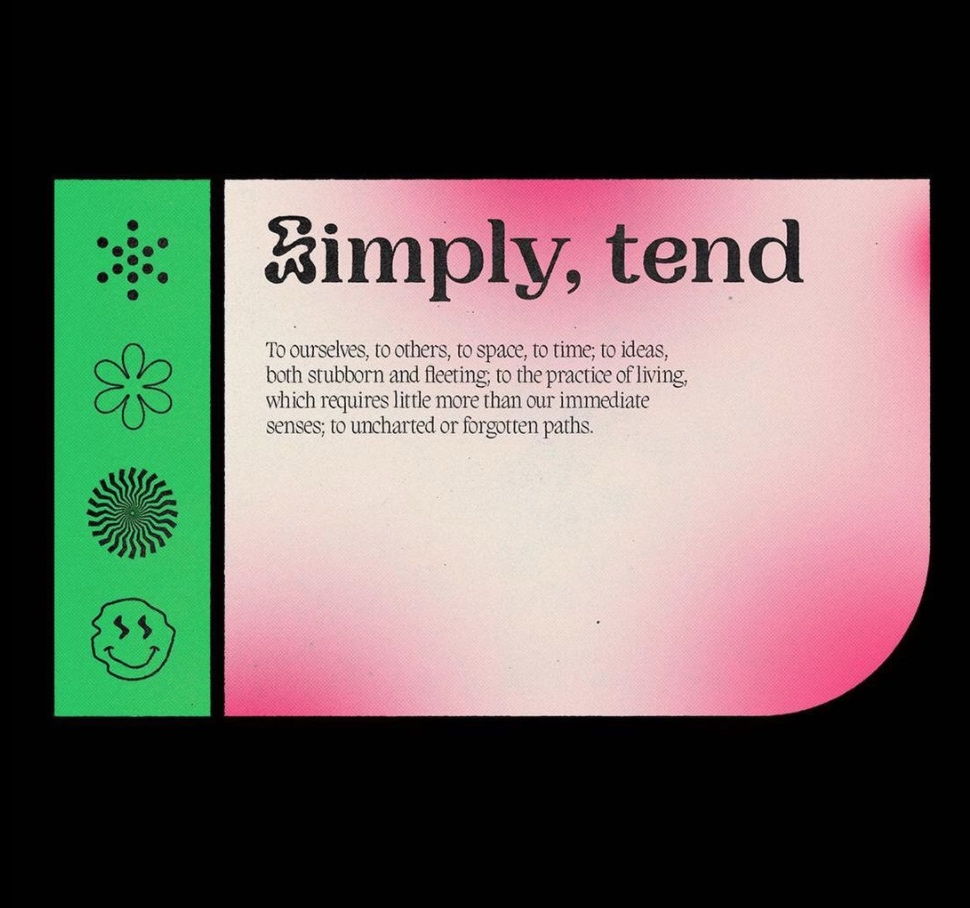 Simply, tend
To ourselves, to others, to space, to time; to ideas,
both stubborn and fleeting; to the practice of living,
which requires little more than our immediate
senses; to uncharted or forgotten paths.